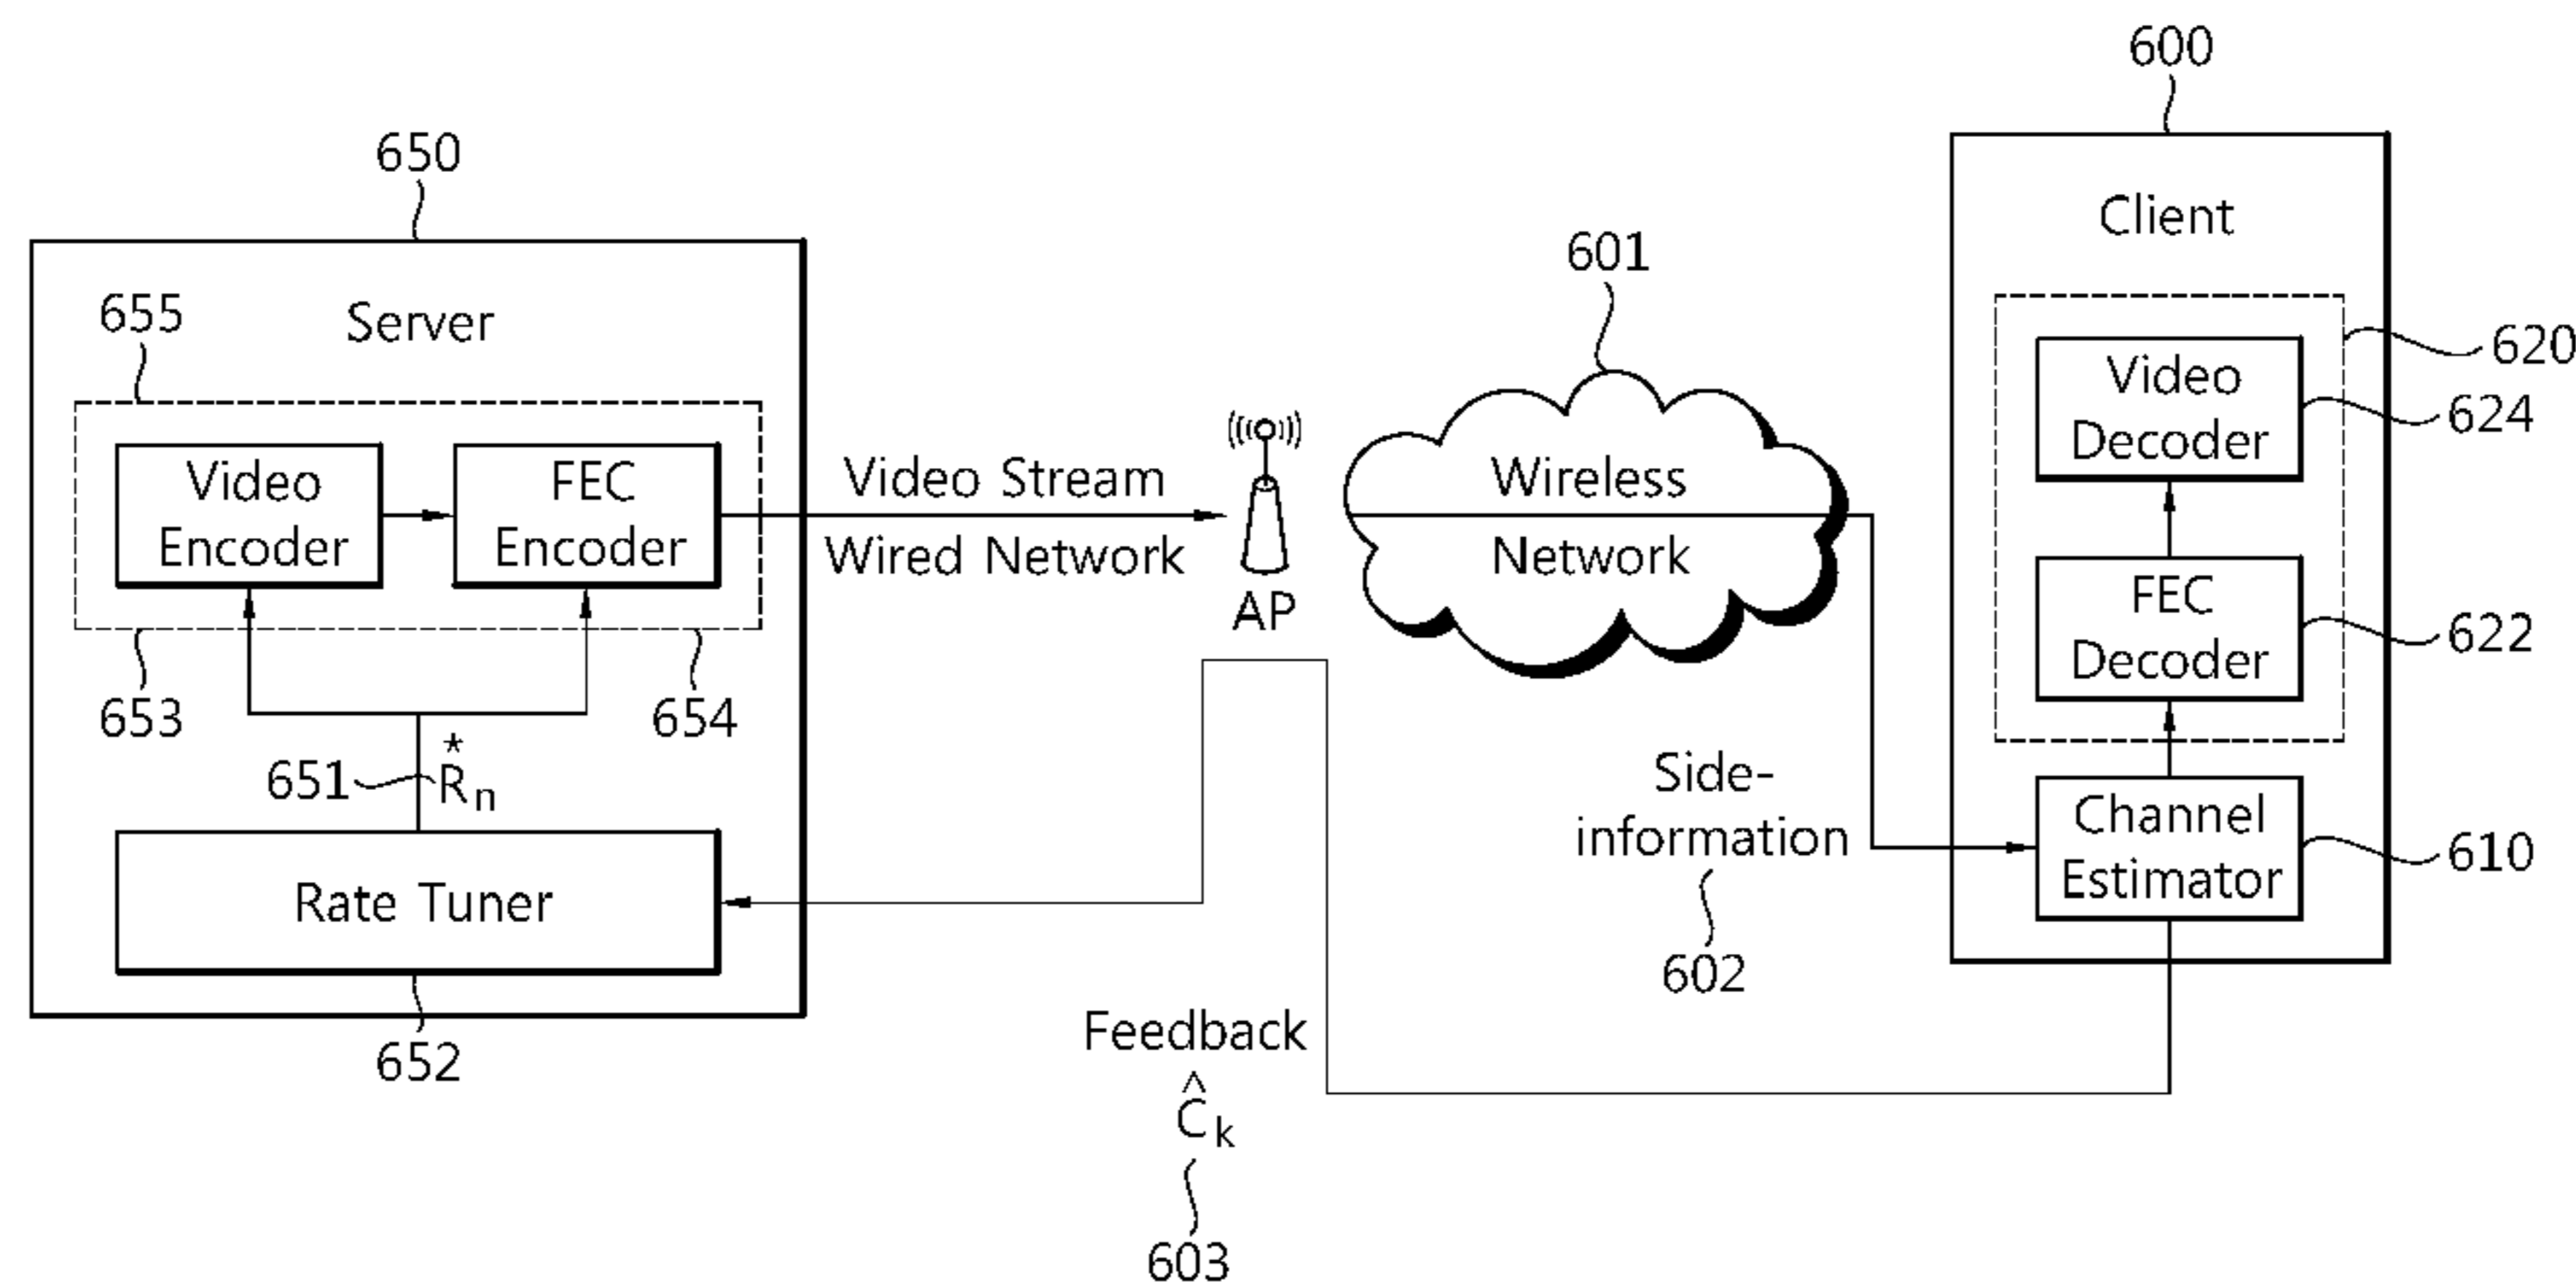 600
650
Client
601
655
Server
620
Video
Decoder
624
Video
Encoder
FEC
Encoder
Video Stream
Wired Network
Wireless
Network
AP
FEC
Decoder
622
653
654
651
R*n
Side-
information
602
Channel
Estimator
610
Rate Tuner
652
Feedback
Ĉk
603